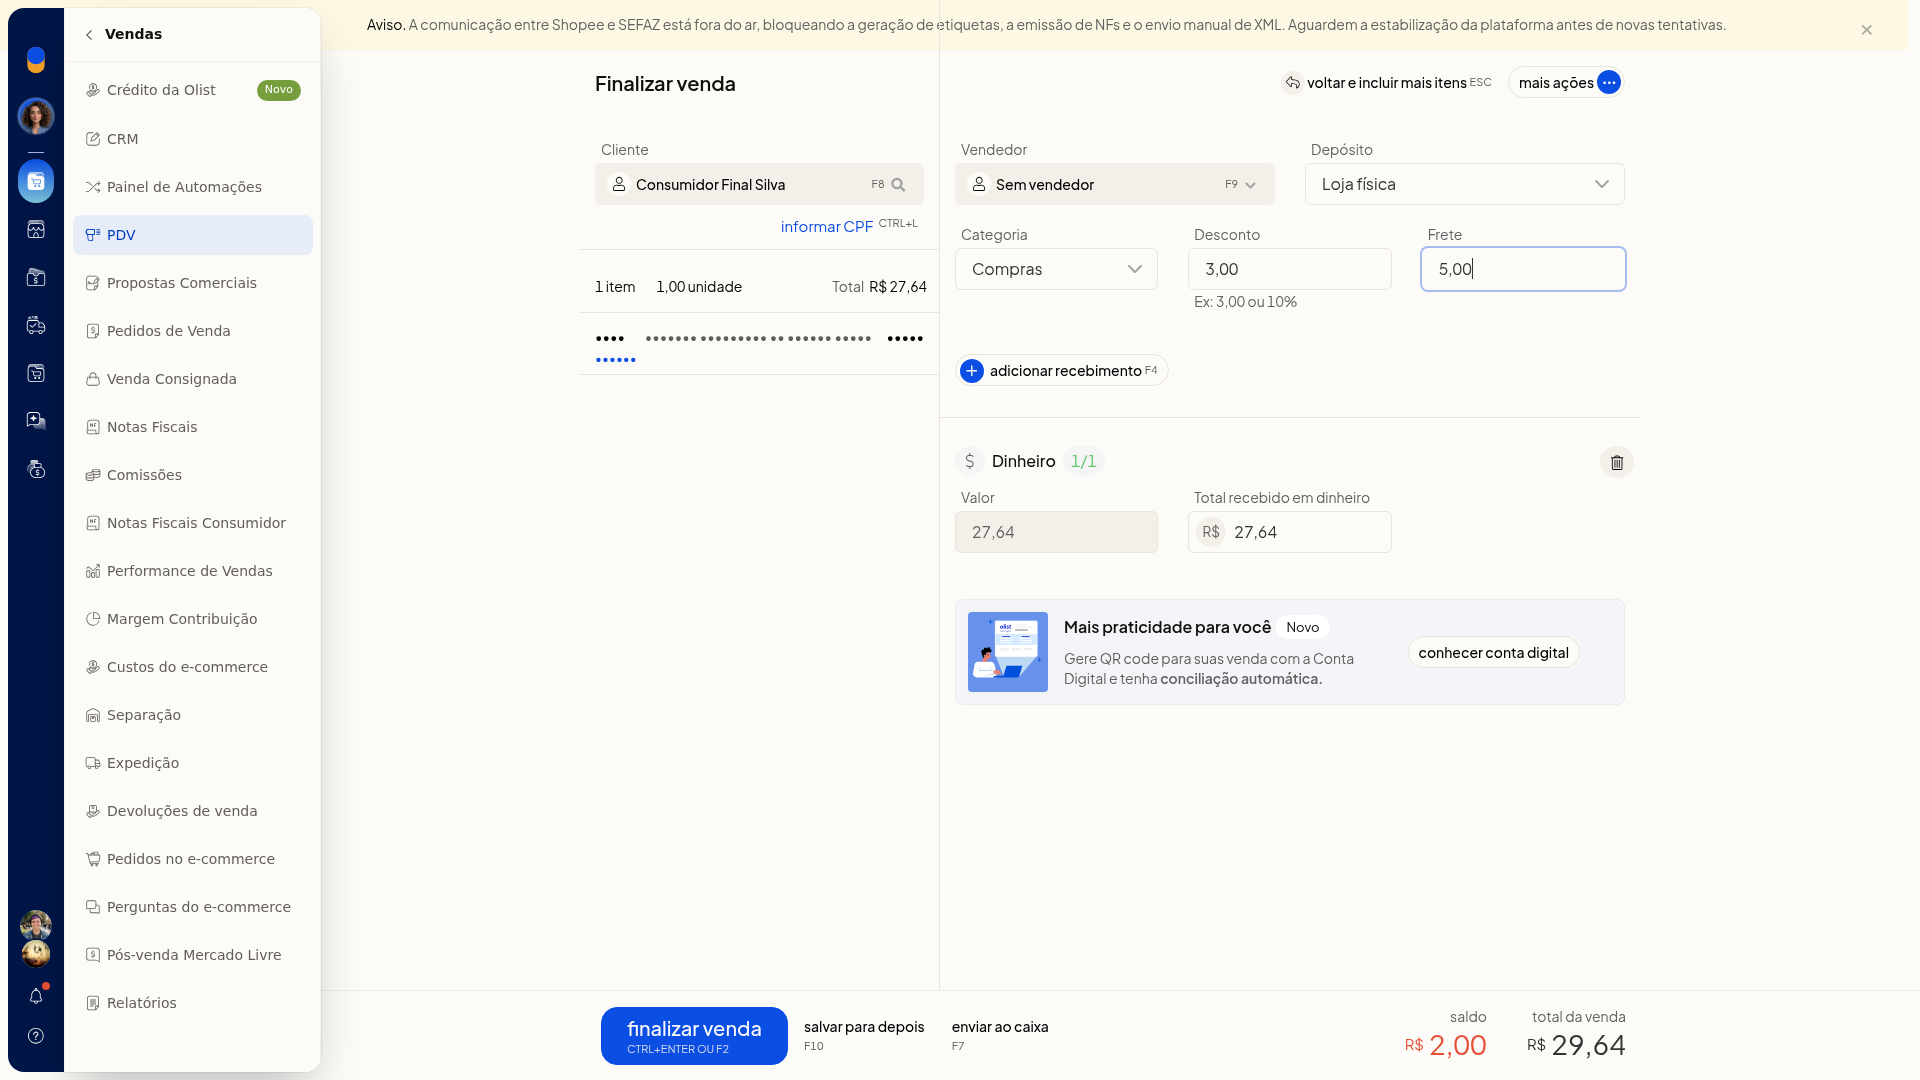 Aviso. A comunicação entre Shopee e SEFAZ está fora do ar, bloqueando a geração de etiquetas, a emissão de NFs e o envio manual de XML. Aguardem a estabilização da plataforma antes de novas tentativas.
Vendas
Crédito da Olist
Novo
CRM
Painel de Automações
PDV
Propostas Comerciais
Pedidos de Venda
Venda Consignada
Notas Fiscais
Comissões
Notas Fiscais Consumidor
Performance de Vendas
Margem Contribuição
Custos do e-commerce
Separação
Expedição
Devoluções de venda
Pedidos no e-commerce
Perguntas do e-commerce
Pós-venda Mercado Livre
Relatórios
Finalizar venda
voltar e incluir mais itens ESC
mais ações
Cliente
Consumidor Final Silva F8
informar CPF CTRL+L
1 item 1,00 unidade Total R$ 27,64
Vendedor
Sem vendedor F9
Depósito
Loja física
Categoria
Compras
Desconto
3,00
Ex: 3,00 ou 10%
Frete
5,00
adicionar recebimento F4
$ Dinheiro 1/1
Valor
27,64
Total recebido em dinheiro
R$ 27,64
olist
Mais praticidade para você Novo
Gere QR code para suas venda com a Conta
Digital e tenha conciliação automática.
conhecer conta digital
finalizar venda
CTRL+ENTER OU F2
salvar para depois
F10
enviar ao caixa
F7
saldo
R$ 2,00
total da venda
R$ 29,64